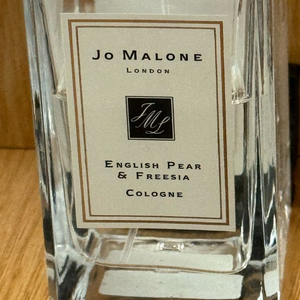 Jo Malone
London
JML
English Pear
& Freesia
Cologne